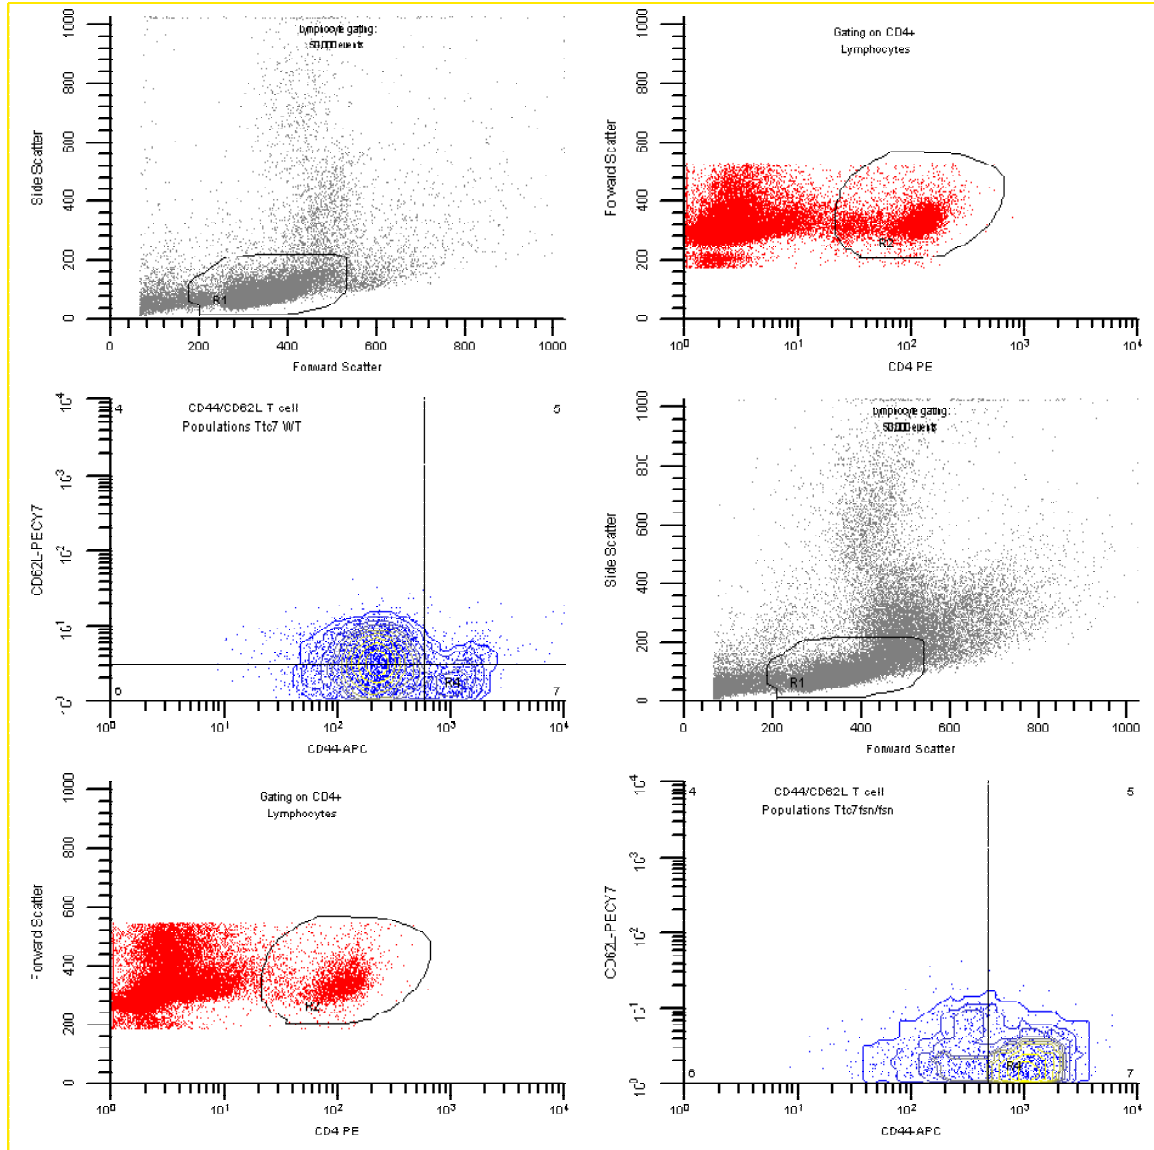 Lymphocyte gating:
50,000 events
Side Scatter
1000
800
600
400
200
0
0 200 400 600 800 1000
R1
Forward Scatter
Gating on CD4+
Lymphocytes
Forward Scatter
1000
800
600
400
200
0
R2
10^0 10^1 10^2 10^3 10^4
CD4 PE
CD44/CD62L T cell
Populations Ttc7 WT
4 5
6 7
CD62L-PECY7
10^4
10^3
10^2
10^1
10^3
R4
10^0 10^1 10^2 10^3 10^4
CD44-APC
Lymphocyte gating:
50,000 events
Side Scatter
1000
800
600
400
200
0
R1
0 200 400 600 800 1000
Forward Scatter
Gating on CD4+
Lymphocytes
Forward Scatter
1000
800
600
400
200
0
R2
10^0 10^1 10^2 10^3 10^4
CD4 PE
CD44/CD62L T cell
Populations Ttc7fsn/fsn
4 5
6 7
CD62L-PECY7
10^4
10^3
10^2
10^1
10^0
R4
10^0 10^1 10^2 10^3 10^4
CD44-APC